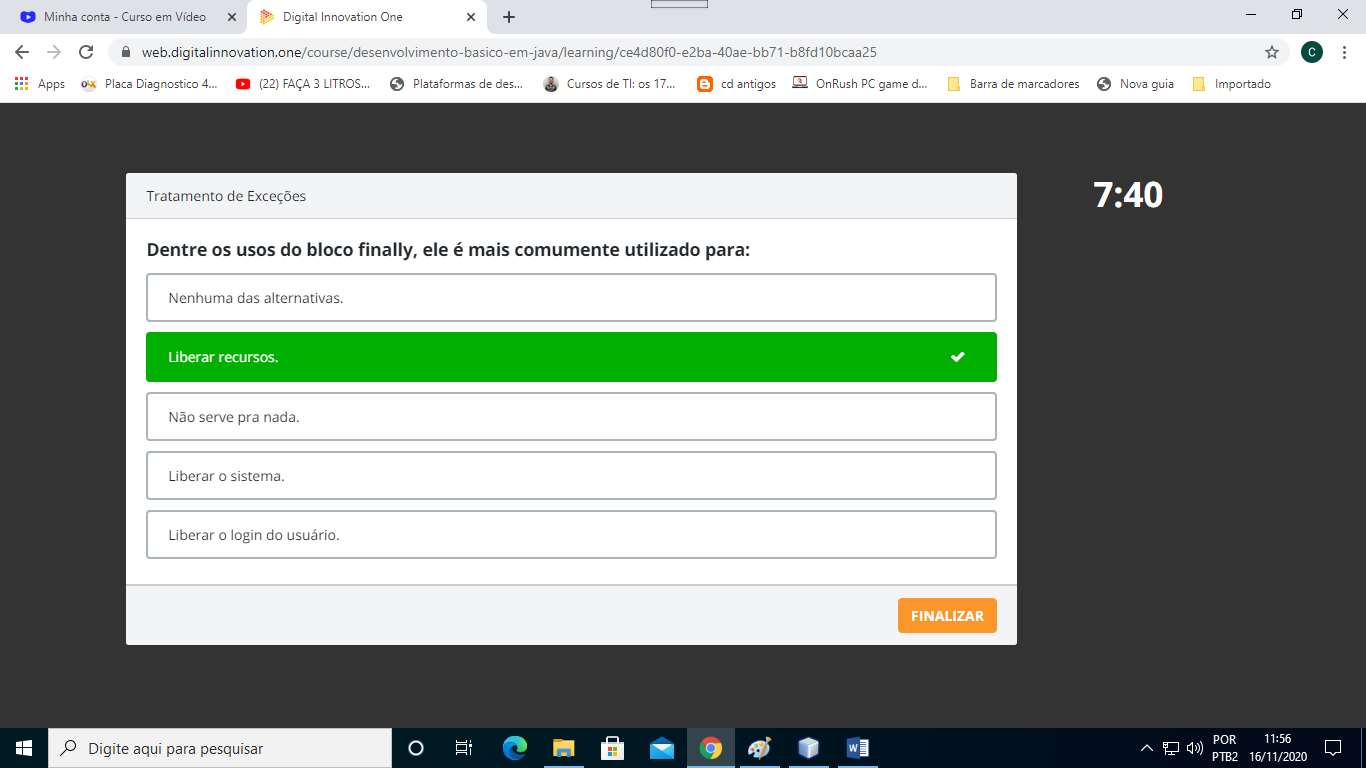 Minha conta - Curso em Vídeo
Digital Innovation One
web.digitalinnovation.one/course/desenvolvimento-basico-em-java/learning/ce4d80f0-e2ba-40ae-bb71-b8fd10bcaa25
C
Apps
OLX
Placa Diagnostico 4...
(22) FAÇA 3 LITROS...
Plataformas de des...
Cursos de TI: os 17...
cd antigos
OnRush PC game d...
Barra de marcadores
Nova guia
Importado
Tratamento de Exceções
7:40
Dentre os usos do bloco finally, ele é mais comumente utilizado para:
Nenhuma das alternativas.
Liberar recursos.
Não serve pra nada.
Liberar o sistema.
Liberar o login do usuário.
FINALIZAR
Digite aqui para pesquisar
POR
PTB2
11:56
16/11/2020